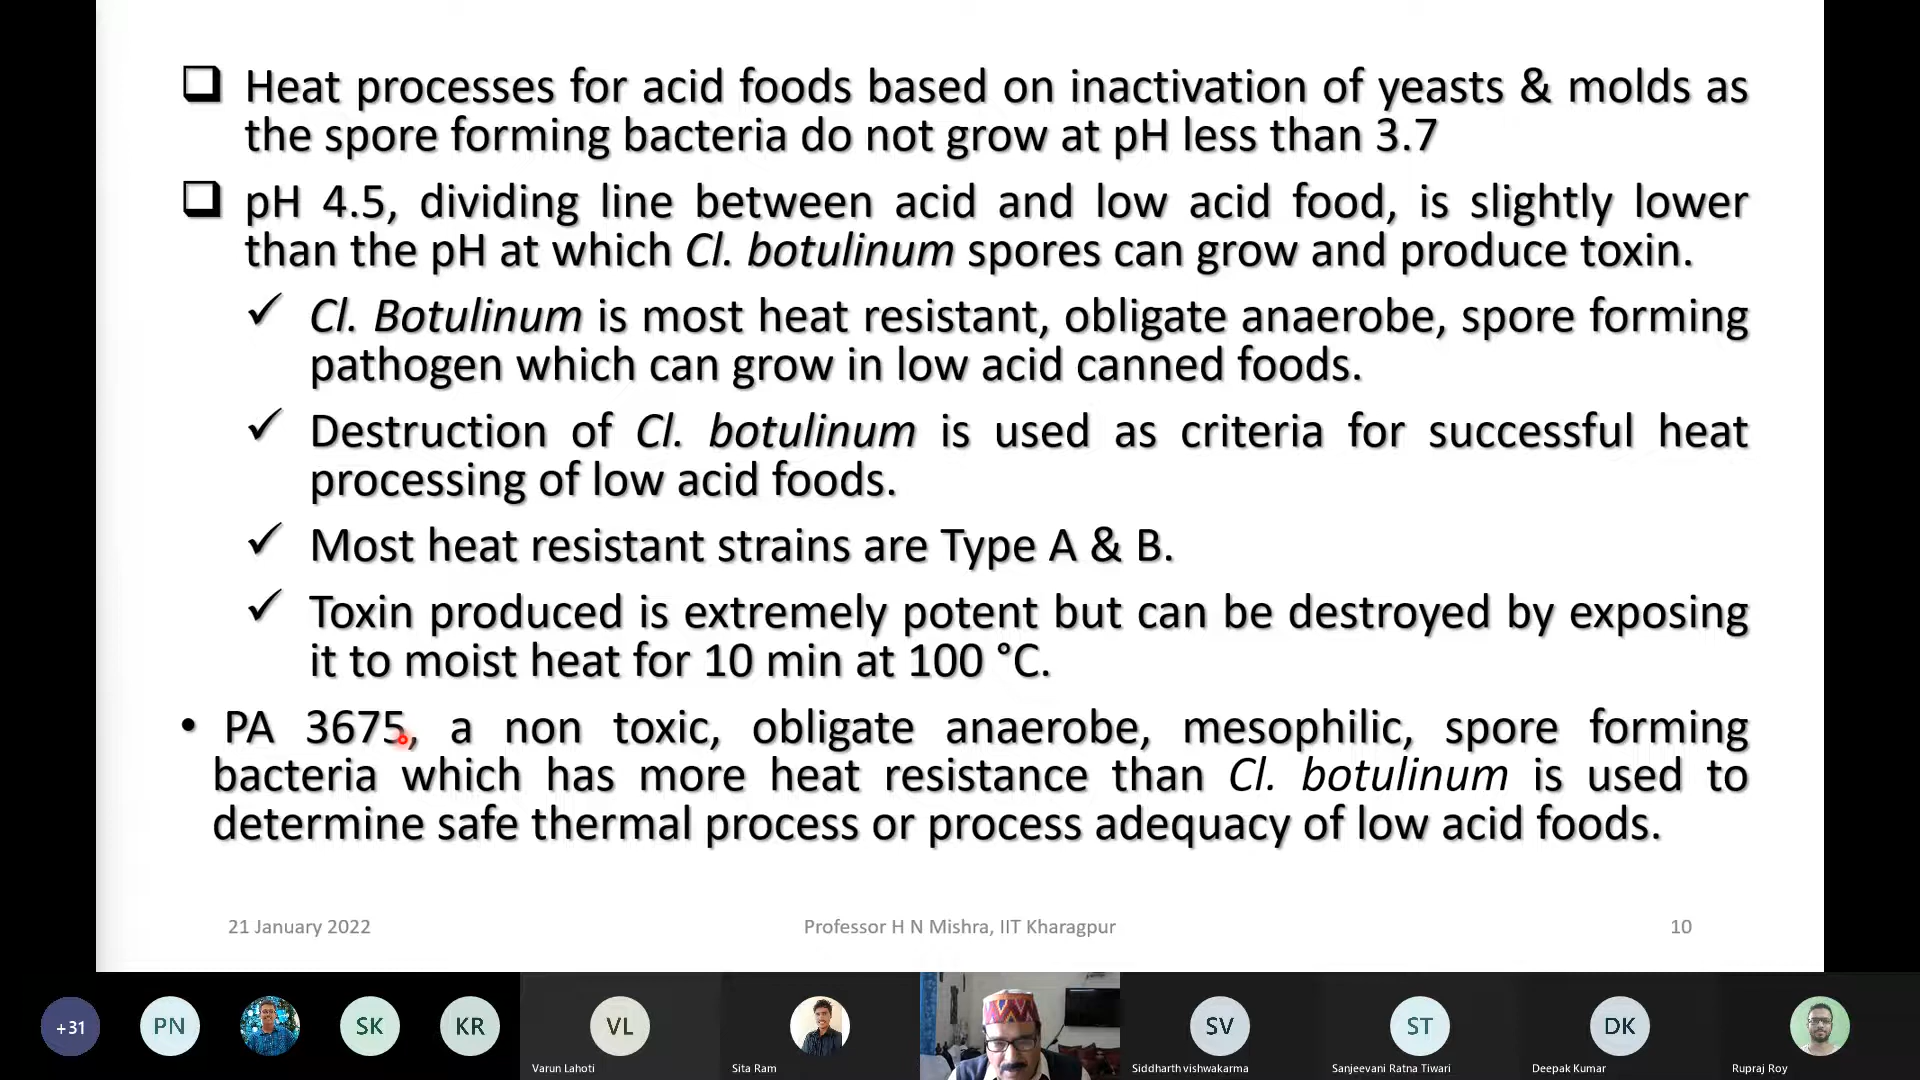 Heat processes for acid foods based on inactivation of yeasts & molds as
the spore forming bacteria do not grow at pH less than 3.7
pH 4.5, dividing line between acid and low acid food, is slightly lower
than the pH at which Cl. botulinum spores can grow and produce toxin.
Cl. Botulinum is most heat resistant, obligate anaerobe, spore forming
pathogen which can grow in low acid canned foods.
Destruction of Cl. botulinum is used as criteria for successful heat
processing of low acid foods.
Most heat resistant strains are Type A & B.
Toxin produced is extremely potent but can be destroyed by exposing
it to moist heat for 10 min at 100 °C.
PA 3675, a non toxic, obligate anaerobe, mesophilic, spore forming
bacteria which has more heat resistance than Cl. botulinum is used to
determine safe thermal process or process adequacy of low acid foods.
21 January 2022
Professor H N Mishra, IIT Kharagpur
10
+31
PN
SK
KR
VL
SV
ST
DK
Varun Lahoti
Sita Ram
Siddharth vishwakarma
Sanjeevani Ratna Tiwari
Deepak Kumar
Rupraj Roy